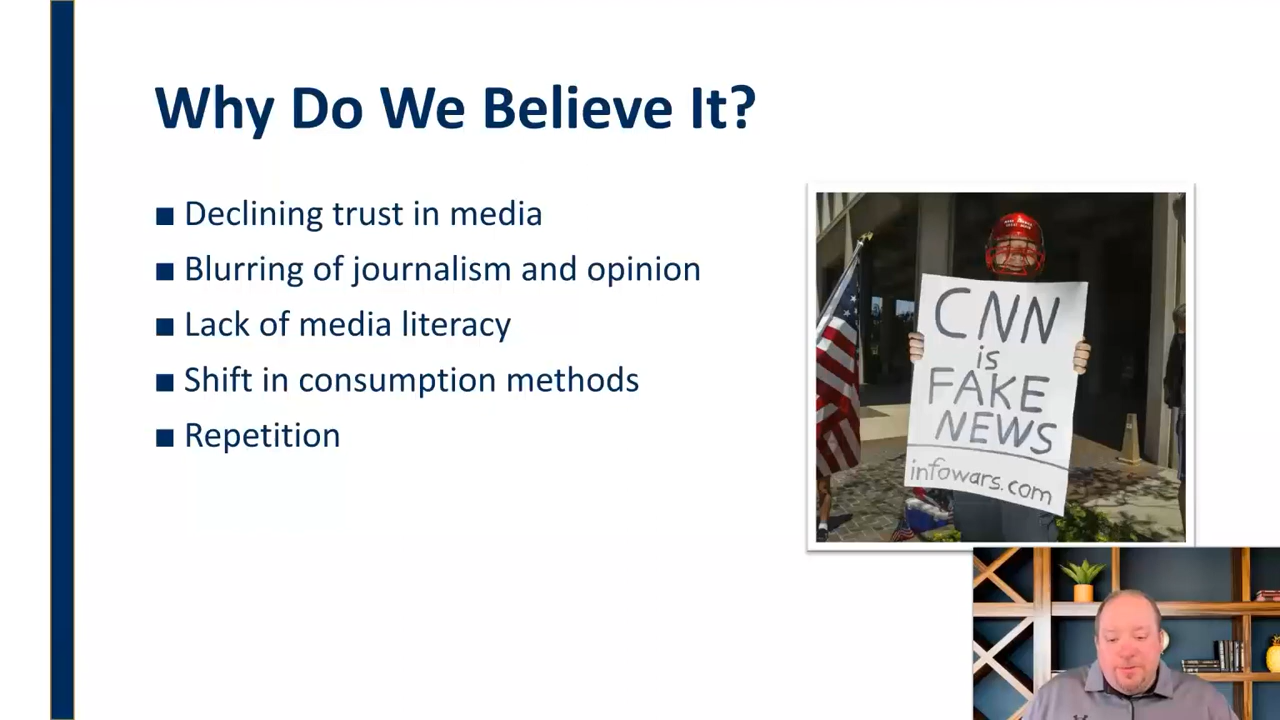 Why Do We Believe It?
■ Declining trust in media
■ Blurring of journalism and opinion
■ Lack of media literacy
■ Shift in consumption methods
■ Repetition
CNN
is
FAKE
NEWS
infowars.com